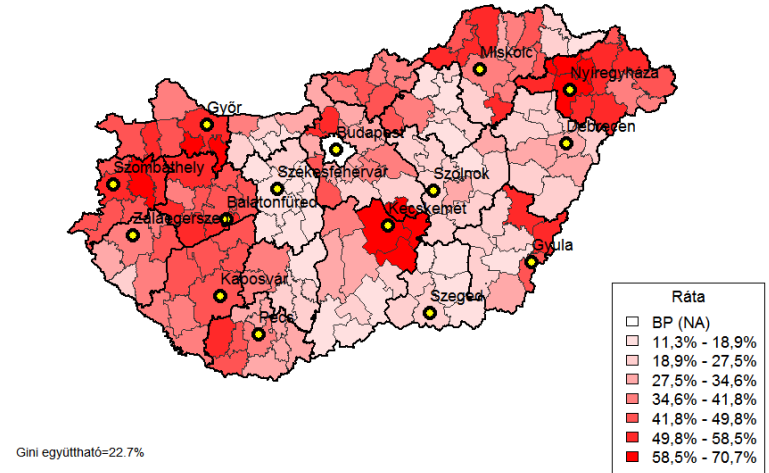 Miskolc
Nyíregyháza
Győr
Budapest
Debrecen
Szombathely
Székesfehérvár
Szolnok
Balatonfüred
Kecskemét
Zalaegerszeg
Gyula
Kaposvár
Szeged
Pécs
Ráta
BP (NA)
11,3% - 18,9%
18,9% - 27,5%
27,5% - 34,6%
34,6% - 41,8%
41,8% - 49,8%
49,8% - 58,5%
58,5% - 70,7%
Gini együttható=22.7%